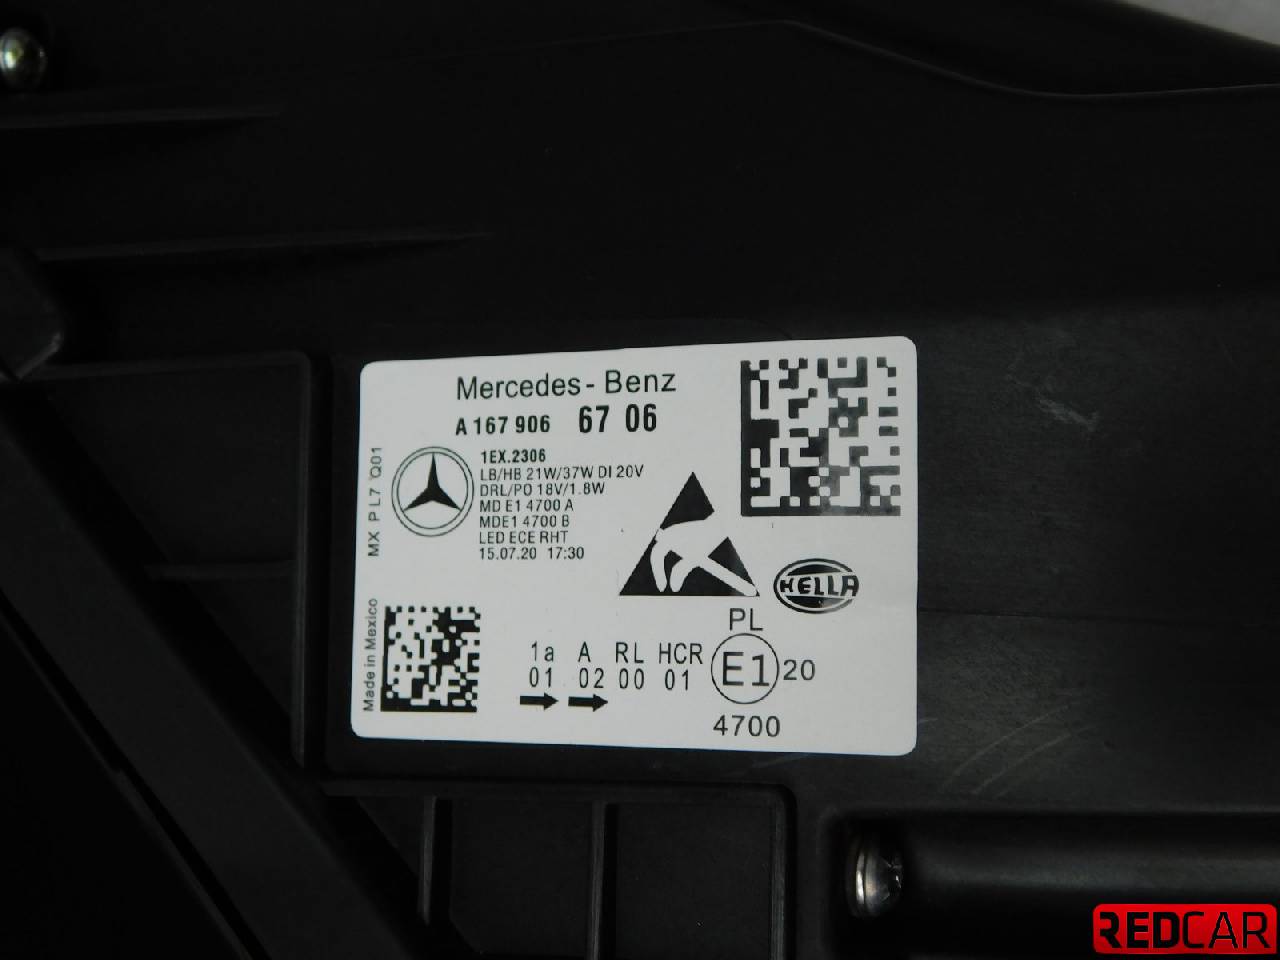 Mercedes-Benz
A 167 906 67 06
1EX.2306
LB/HB 21W/37W DI 20V
DRL/PO 18V/1.8W
MD E1 4700 A
MDE1 4700 B
LED ECE RHT
15.07.20 17:30
MX PL7 Q01
Made in Mexico
HELLA
PL
1a A RL HCR E1 20
01 02 00 01
4700
REDCAR